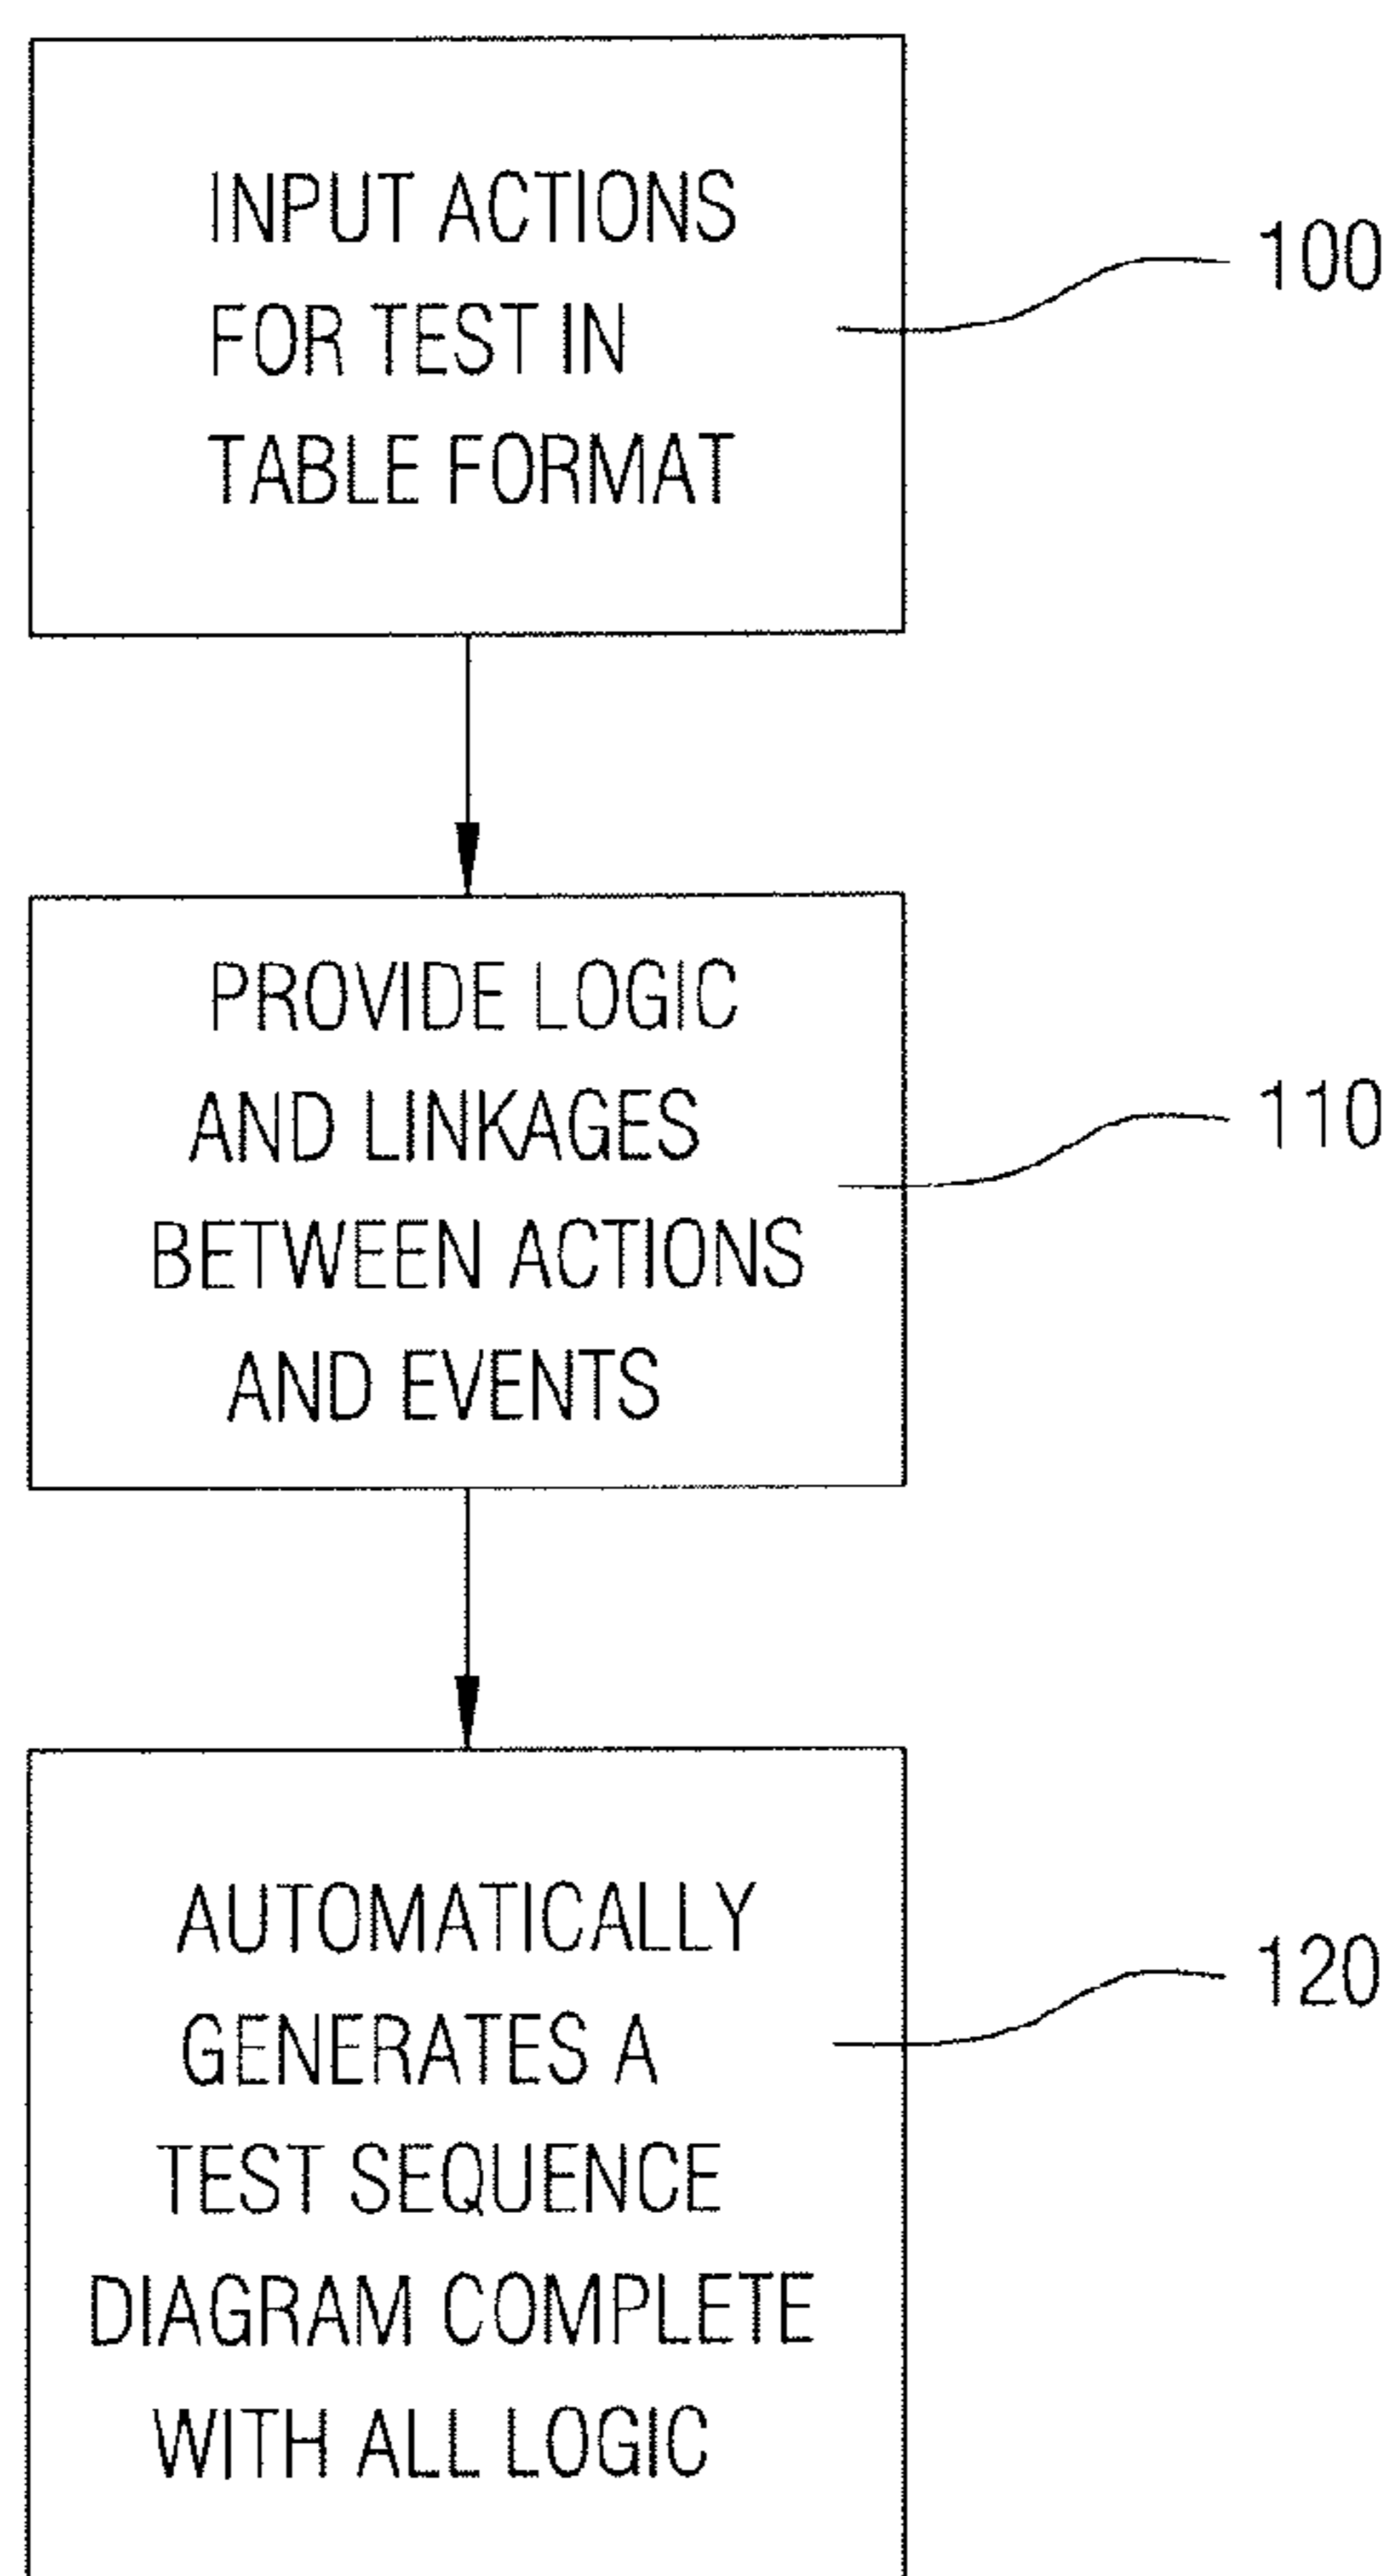 INPUT ACTIONS
FOR TEST IN
TABLE FORMAT
100
PROVIDE LOGIC
AND LINKAGES
BETWEEN ACTIONS
AND EVENTS
110
AUTOMATICALLY
GENERATES A
TEST SEQUENCE
DIAGRAM COMPLETE
WITH ALL LOGIC
120